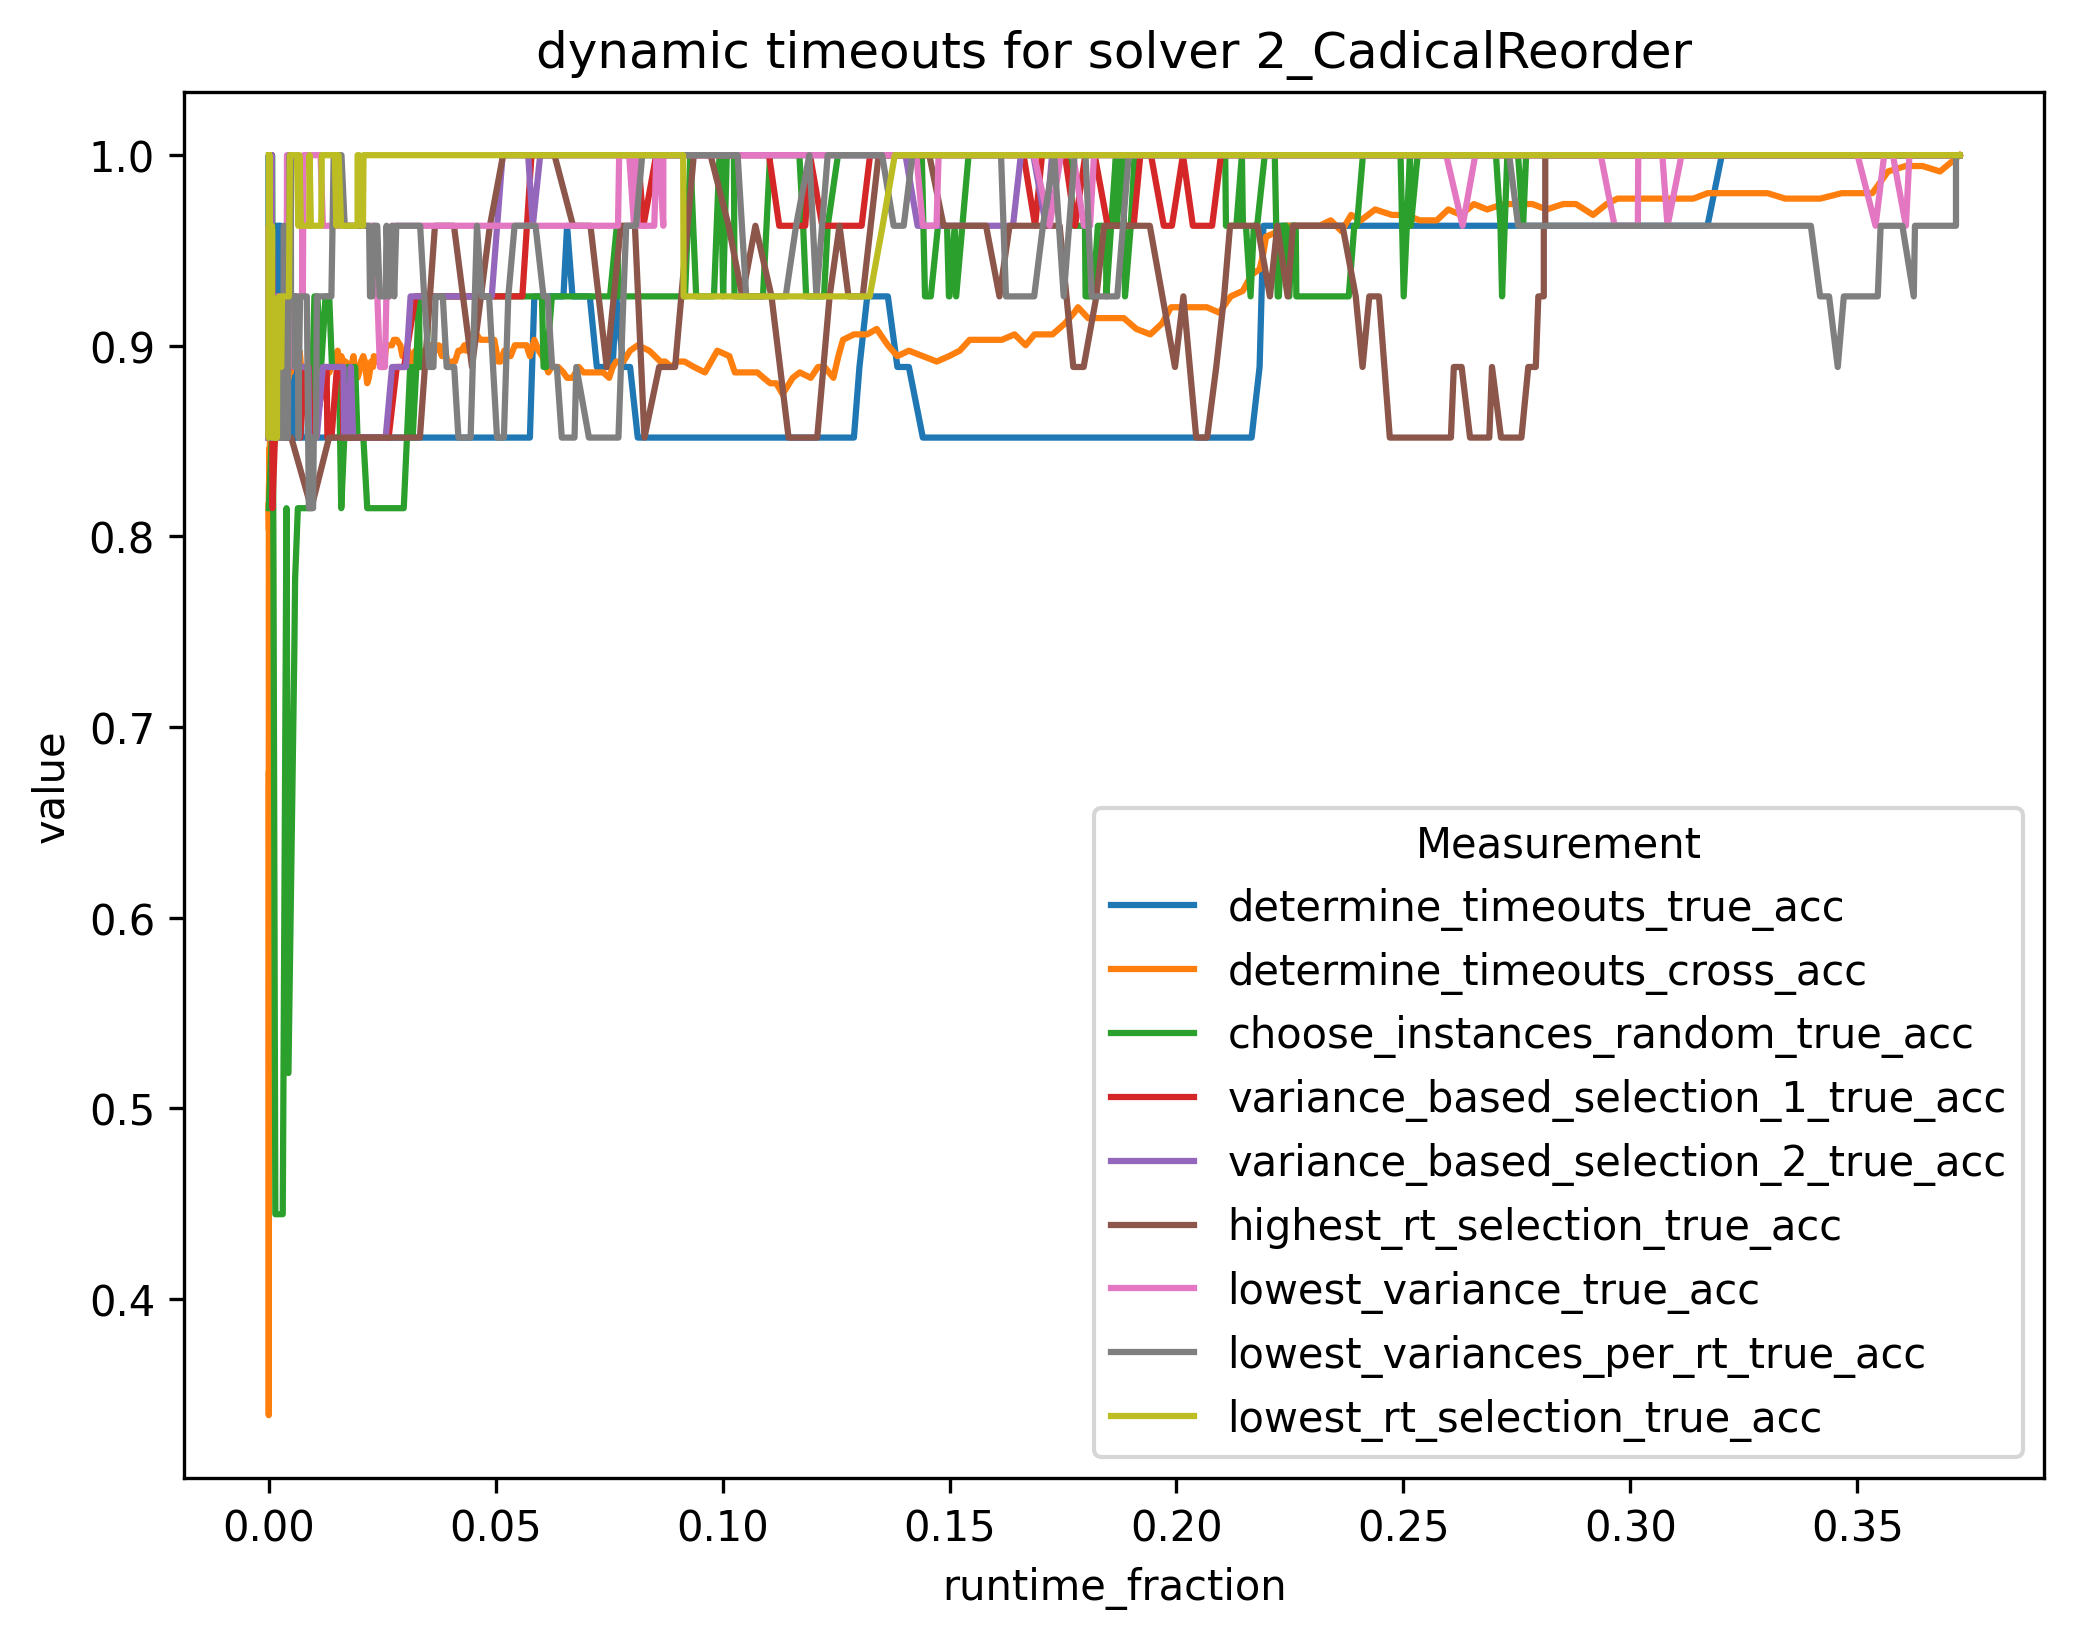 dynamic timeouts for solver 2_CadicalReorder
1.0
0.9
0.8
0.7
0.6
0.5
0.4
value
Measurement
determine_timeouts_true_acc
determine_timeouts_cross_acc
choose_instances_random_true_acc
variance_based_selection_1_true_acc
variance_based_selection_2_true_acc
highest_rt_selection_true_acc
lowest_variance_true_acc
lowest_variances_per_rt_true_acc
lowest_rt_selection_true_acc
0.00 0.05 0.10 0.15 0.20 0.25 0.30 0.35
runtime_fraction